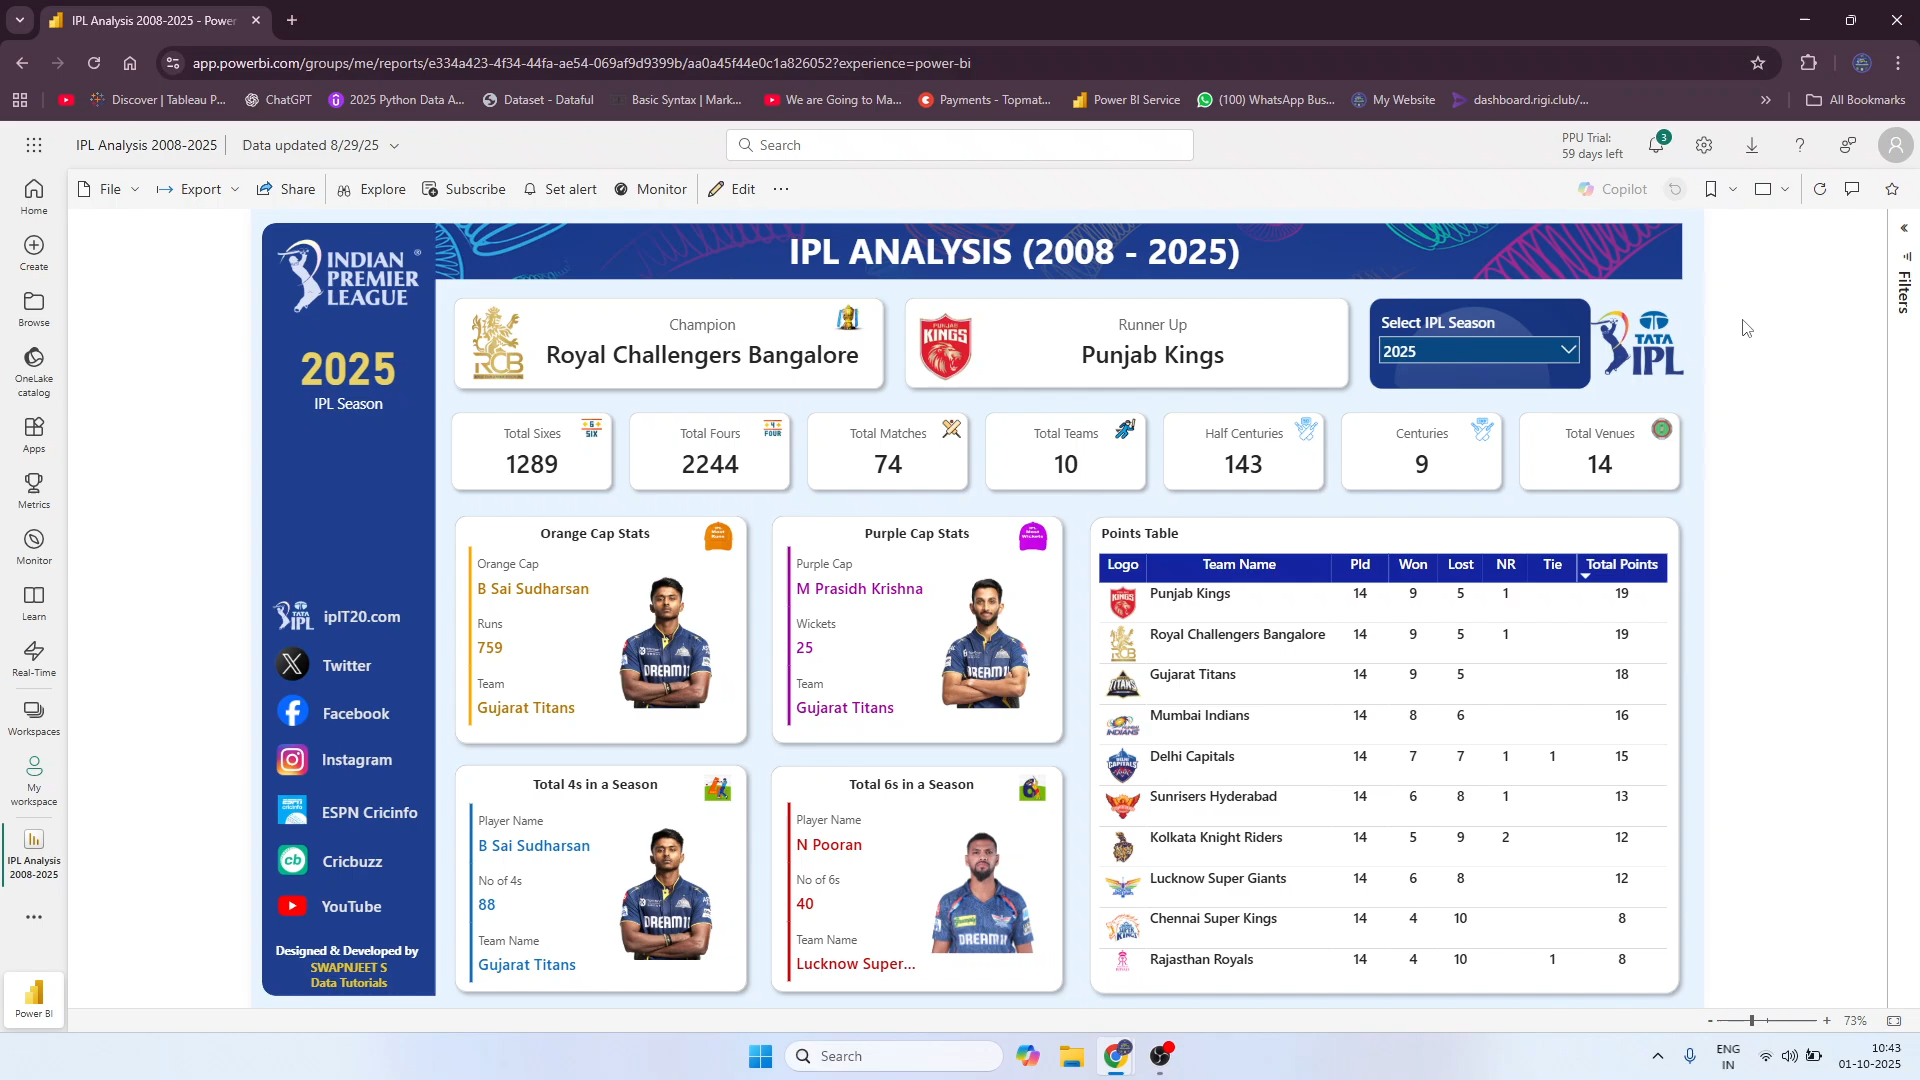 IPL Analysis 2008-2025 - Power
app.powerbi.com/groups/me/reports/e334a423-4f34-44fa-ae54-069af9d9399b/aa0a45f44e0c1a826052?experience=power-bi
Discover | Tableau P...
ChatGPT
2025 Python Data A...
Dataset - Dataful
Basic Syntax | Mark...
We are Going to Ma...
Payments - Topmat...
Power BI Service
(100) WhatsApp Bus...
My Website
dashboard.rigi.club/...
All Bookmarks
IPL Analysis 2008-2025
Data updated 8/29/25
Search
PPU Trial:
59 days left
3
File
Export
Share
Explore
Subscribe
Set alert
Monitor
Edit
Copilot
Home
Create
Browse
OneLake
catalog
Apps
Metrics
Monitor
Learn
Real-Time
Workspaces
My
workspace
IPL Analysis
2008-2025
Power BI
Filters
INDIAN
PREMIER
LEAGUE
2025
IPL Season
iplT20.com
Twitter
Facebook
Instagram
ESPN Cricinfo
Cricbuzz
YouTube
Designed & Developed by
SWAPNJEET S
Data Tutorials
IPL ANALYSIS (2008 - 2025)
RCB
Champion
Royal Challengers Bangalore
PUNJAB
KINGS
Runner Up
Punjab Kings
Select IPL Season
2025
TATA
IPL
Total Sixes
1289
Total Fours
2244
Total Matches
74
Total Teams
10
Half Centuries
143
Centuries
9
Total Venues
14
Orange Cap Stats
Orange Cap
B Sai Sudharsan
Runs
759
Team
Gujarat Titans
DREAM11
Purple Cap Stats
Purple Cap
M Prasidh Krishna
Wickets
25
Team
Gujarat Titans
DREAM11
Total 4s in a Season
Player Name
B Sai Sudharsan
No of 4s
88
Team Name
Gujarat Titans
DREAM11
Total 6s in a Season
Player Name
N Pooran
No of 6s
40
Team Name
Lucknow Super...
DREAM11
Points Table
Logo Team Name Pld Won Lost NR Tie Total Points
Punjab Kings 14 9 5 1 19
Royal Challengers Bangalore 14 9 5 1 19
Gujarat Titans 14 9 5 18
Mumbai Indians 14 8 6 16
Delhi Capitals 14 7 7 1 1 15
Sunrisers Hyderabad 14 6 8 1 13
Kolkata Knight Riders 14 5 9 2 12
Lucknow Super Giants 14 6 8 12
Chennai Super Kings 14 4 10 8
Rajasthan Royals 14 4 10 1 8
73%
Search
ENG
IN
10:43
01-10-2025